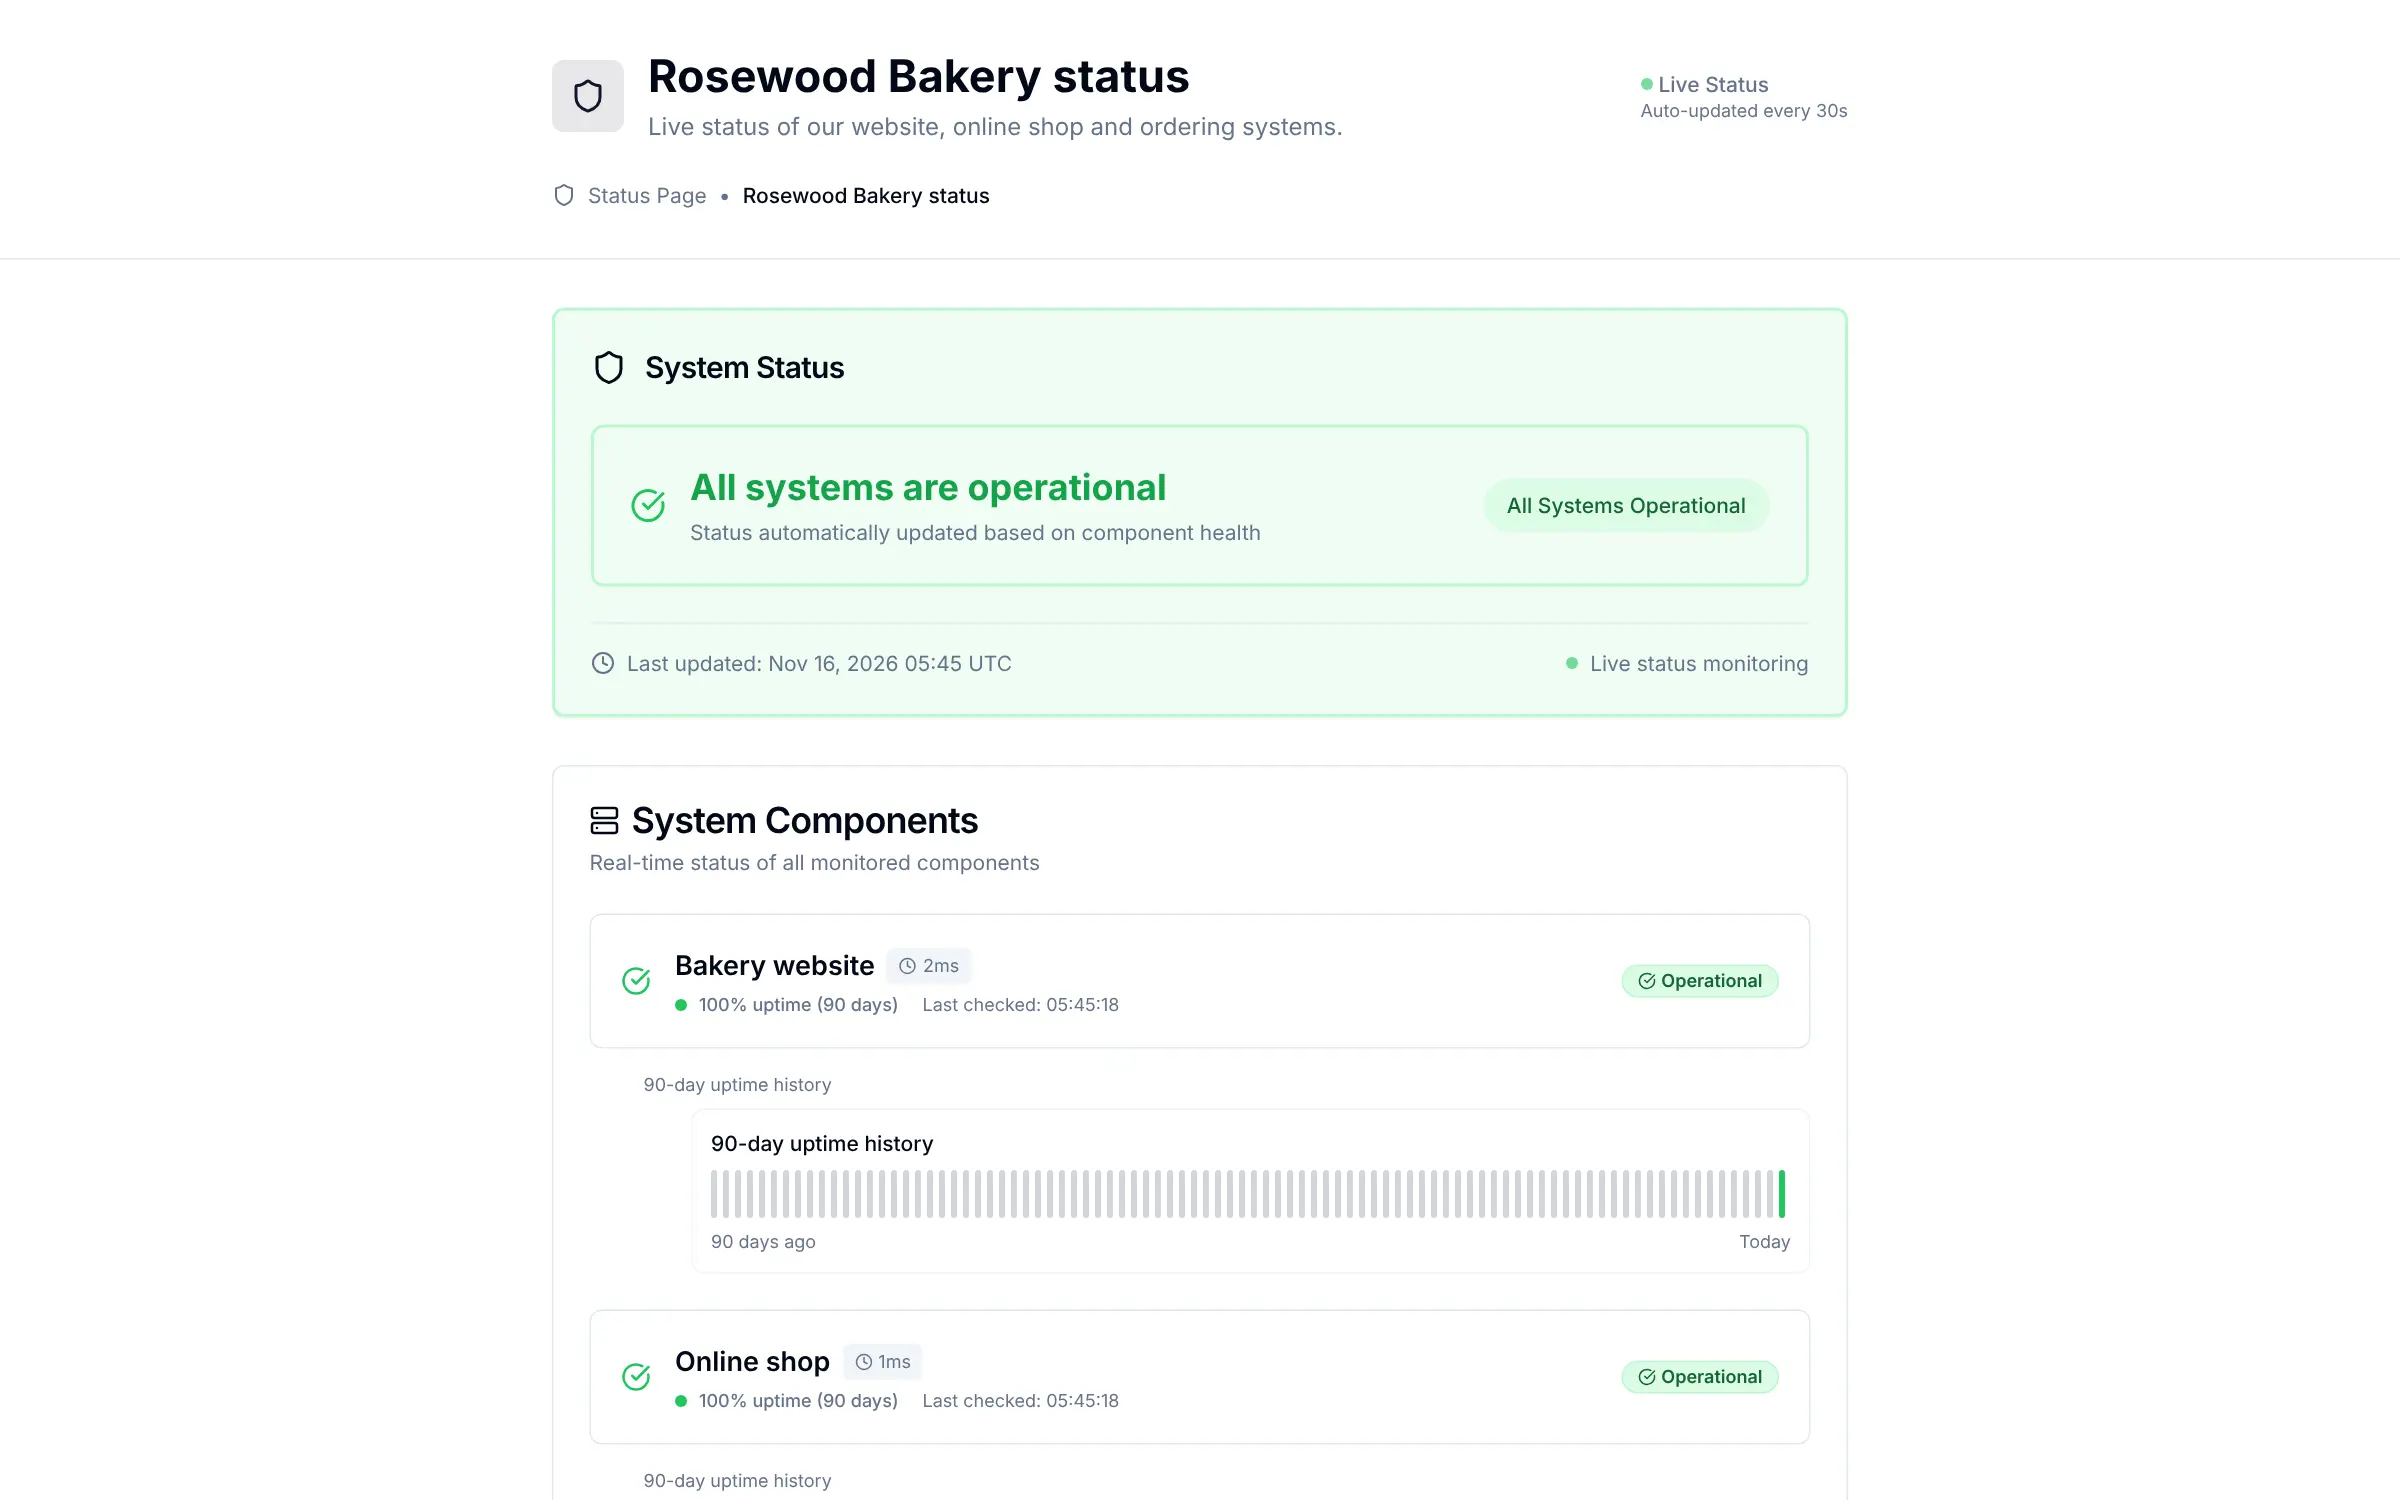 Rosewood Bakery status
Live status of our website, online shop and ordering systems.
Live Status
Auto-updated every 30s
Status Page • Rosewood Bakery status
System Status
All systems are operational
Status automatically updated based on component health
All Systems Operational
Last updated: Nov 16, 2026 05:45 UTC
Live status monitoring
System Components
Real-time status of all monitored components
Bakery website 2ms
100% uptime (90 days) Last checked: 05:45:18
Operational
90-day uptime history
90-day uptime history
90 days ago Today
Online shop 1ms
100% uptime (90 days) Last checked: 05:45:18
Operational
90-day uptime history